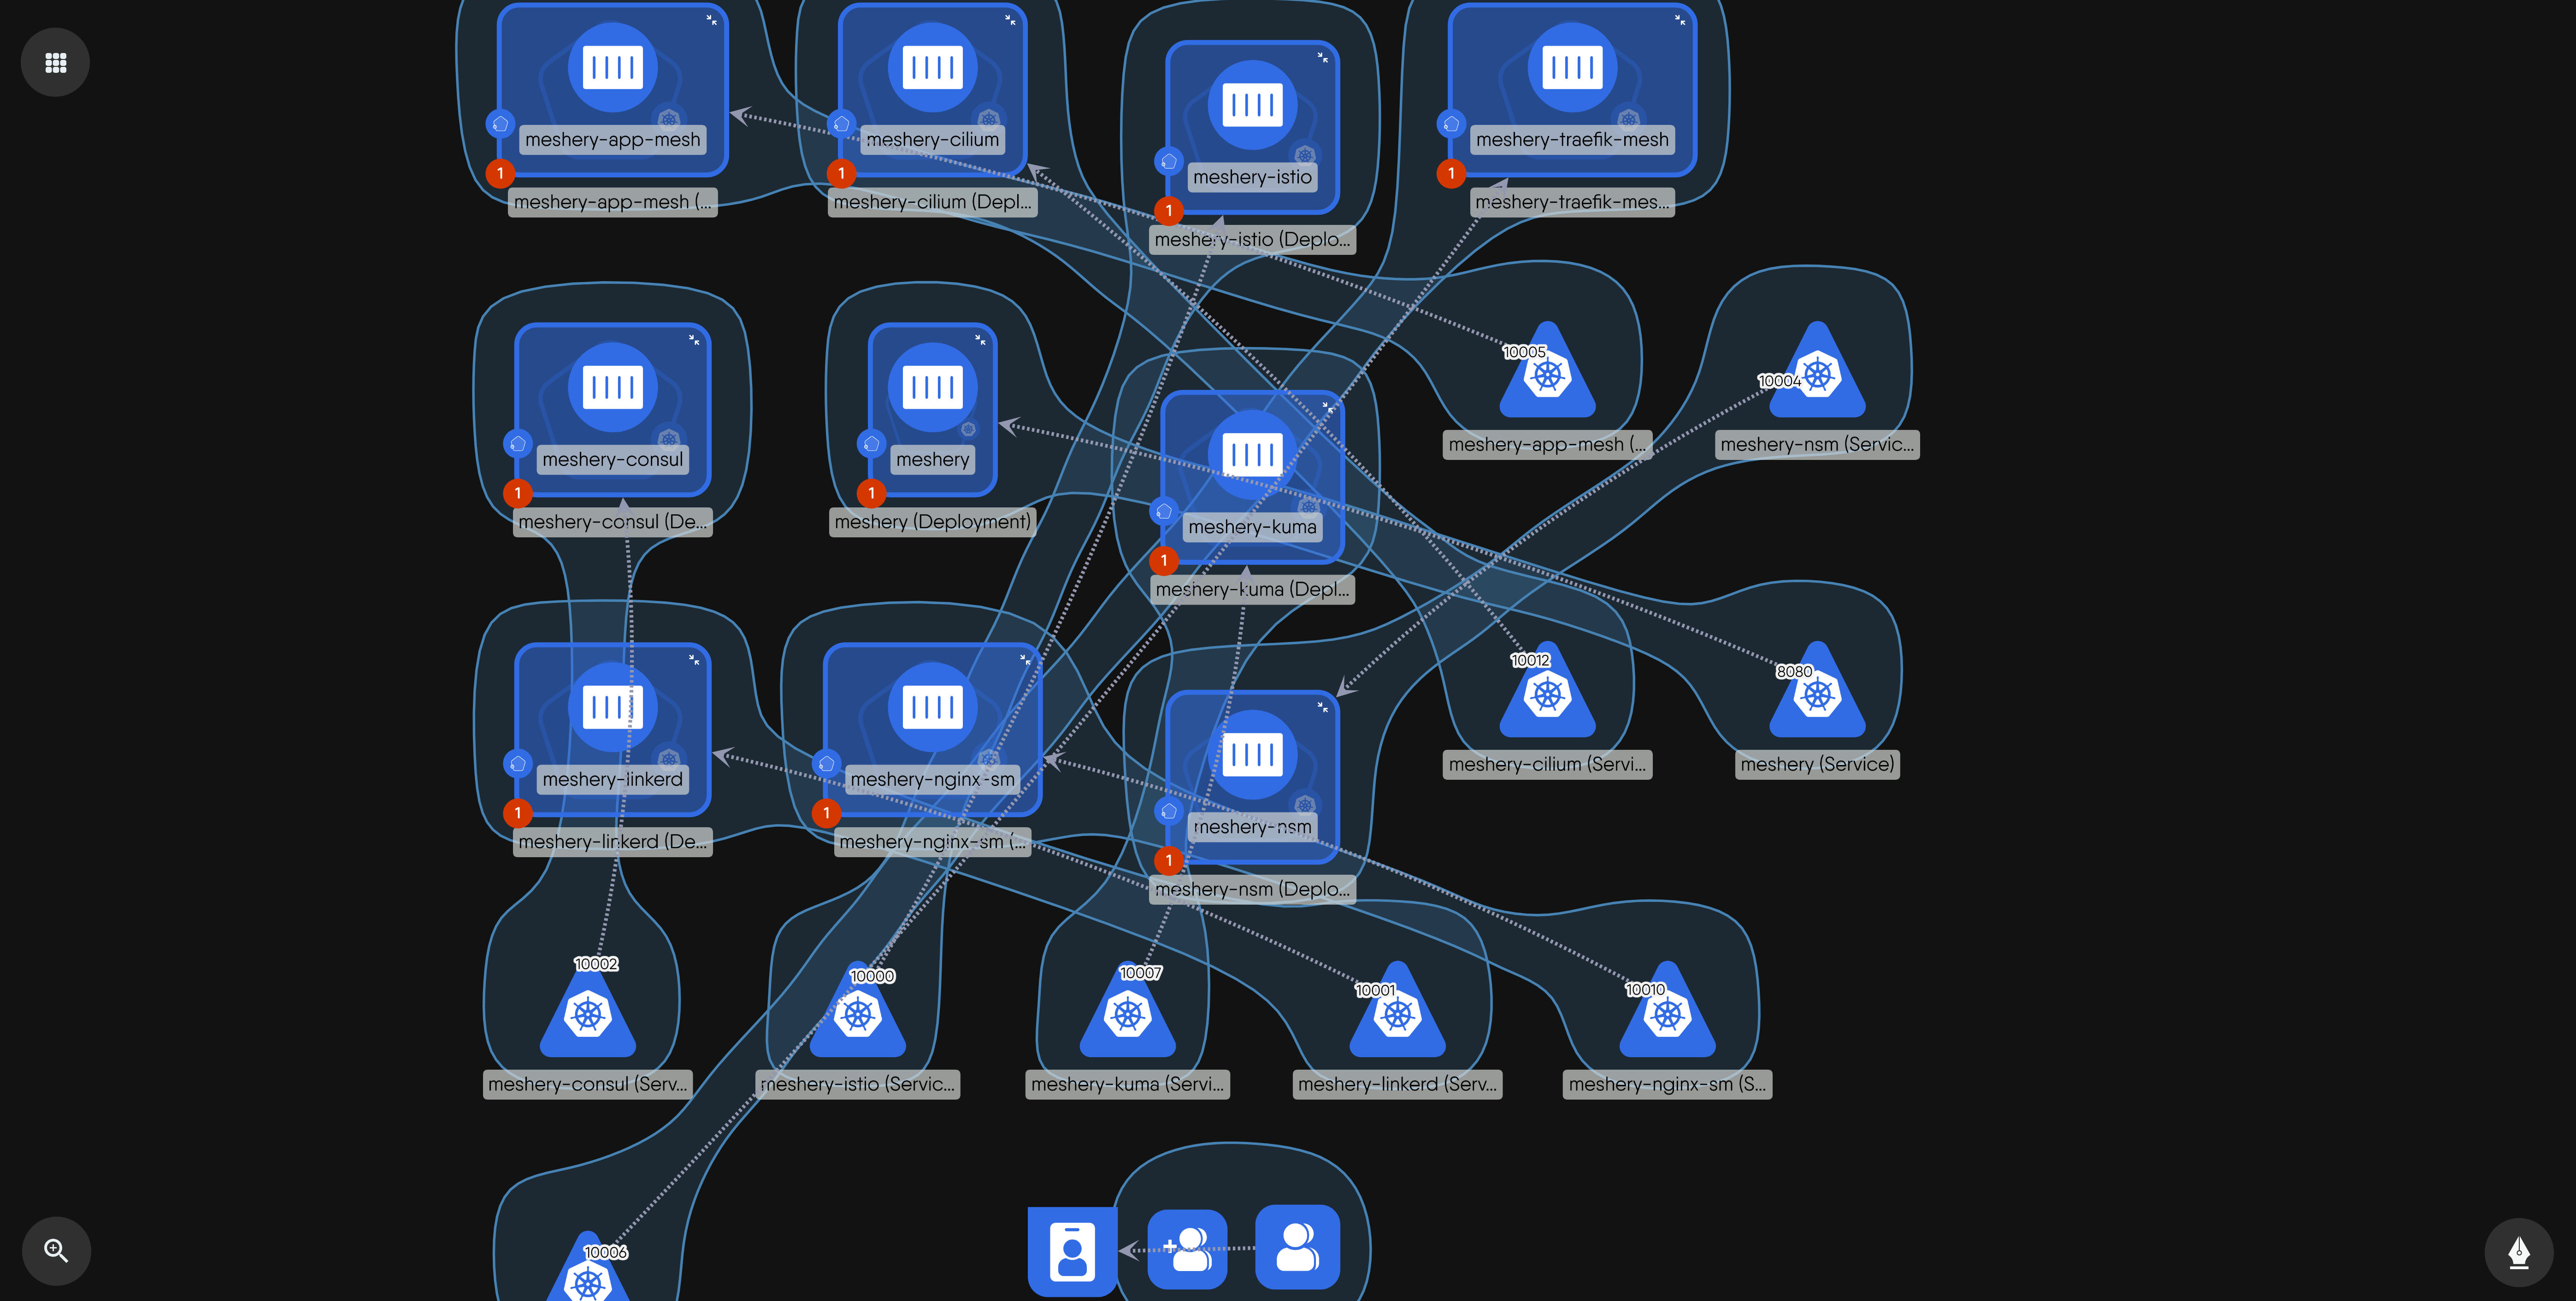 meshery-app-mesh
1
meshery-app-mesh (...
meshery-cilium
1
meshery-cilium (Depl...
meshery-istio
1
meshery-istio (Deplo...
meshery-traefik-mesh
1
meshery-traefik-mes...
meshery-consul
1
meshery-consul (De...
meshery
1
meshery (Deployment)
meshery-kuma
1
meshery-kuma (Depl...
10005
meshery-app-mesh (...
10004
meshery-nsm (Servic...
meshery-linkerd
1
meshery-linkerd (De...
meshery-nginx-sm
1
meshery-nginx-sm (...
meshery-nsm
1
meshery-nsm (Deplo...
10012
meshery-cilium (Servi...
8080
meshery (Service)
10002
meshery-consul (Serv...
10000
meshery-istio (Servic...
10007
meshery-kuma (Servi...
10001
meshery-linkerd (Serv...
10010
meshery-nginx-sm (S...
10006